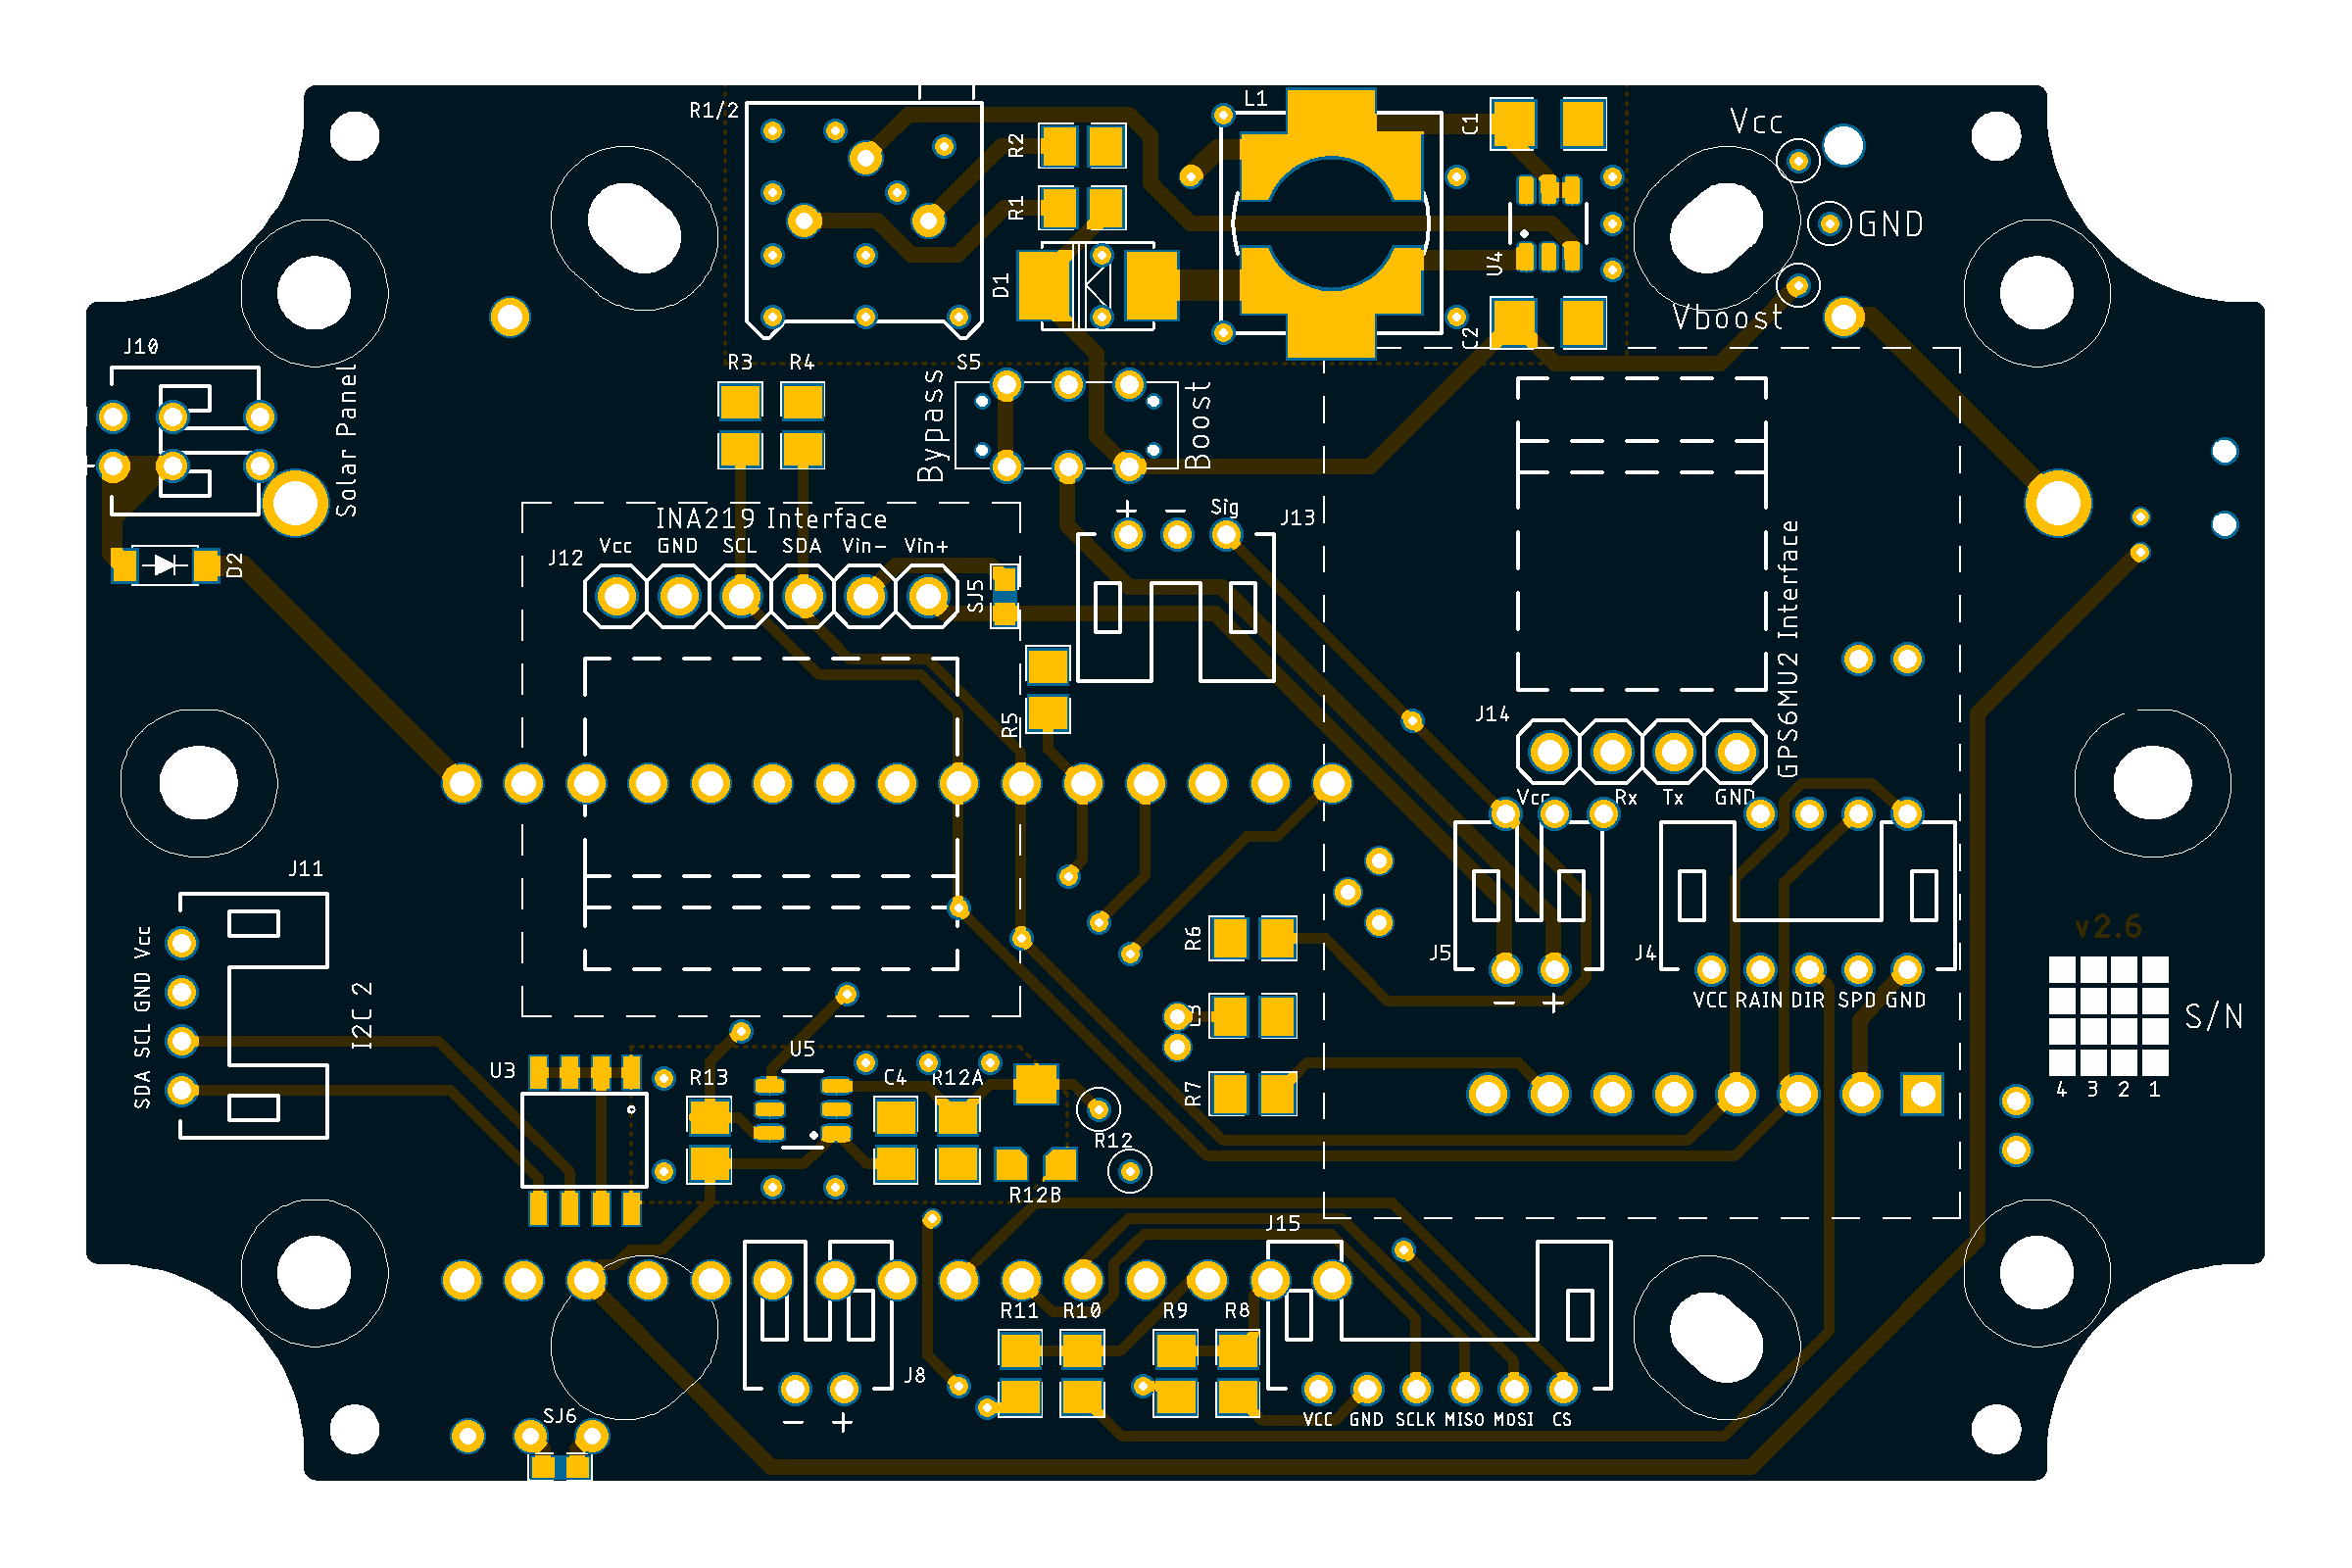 R1/2
L1
C1
Vcc
R2
R1
GND
U4
D1
Vboost
C2
J10
R3
R4
S5
Solar Panel
Bypass
Boost
+ − Sig
J13
INA219 Interface
J12
Vcc GND SCL SDA Vin- Vin+
D2
SJ5
GPS6MU2 Interface
R5
J14
Vcc Rx Tx GND
J11
SDA SCL GND Vcc
I2C 2
v2.6
R6
J5
J4
− +
VCC RAIN DIR SPD GND
S/N
4 3 2 1
U3
U5
R13
C4
R12A
R7
R12
R12B
J15
R11
R10
R9
R8
J8
− +
SJ6
VCC GND SCLK MISO MOSI CS